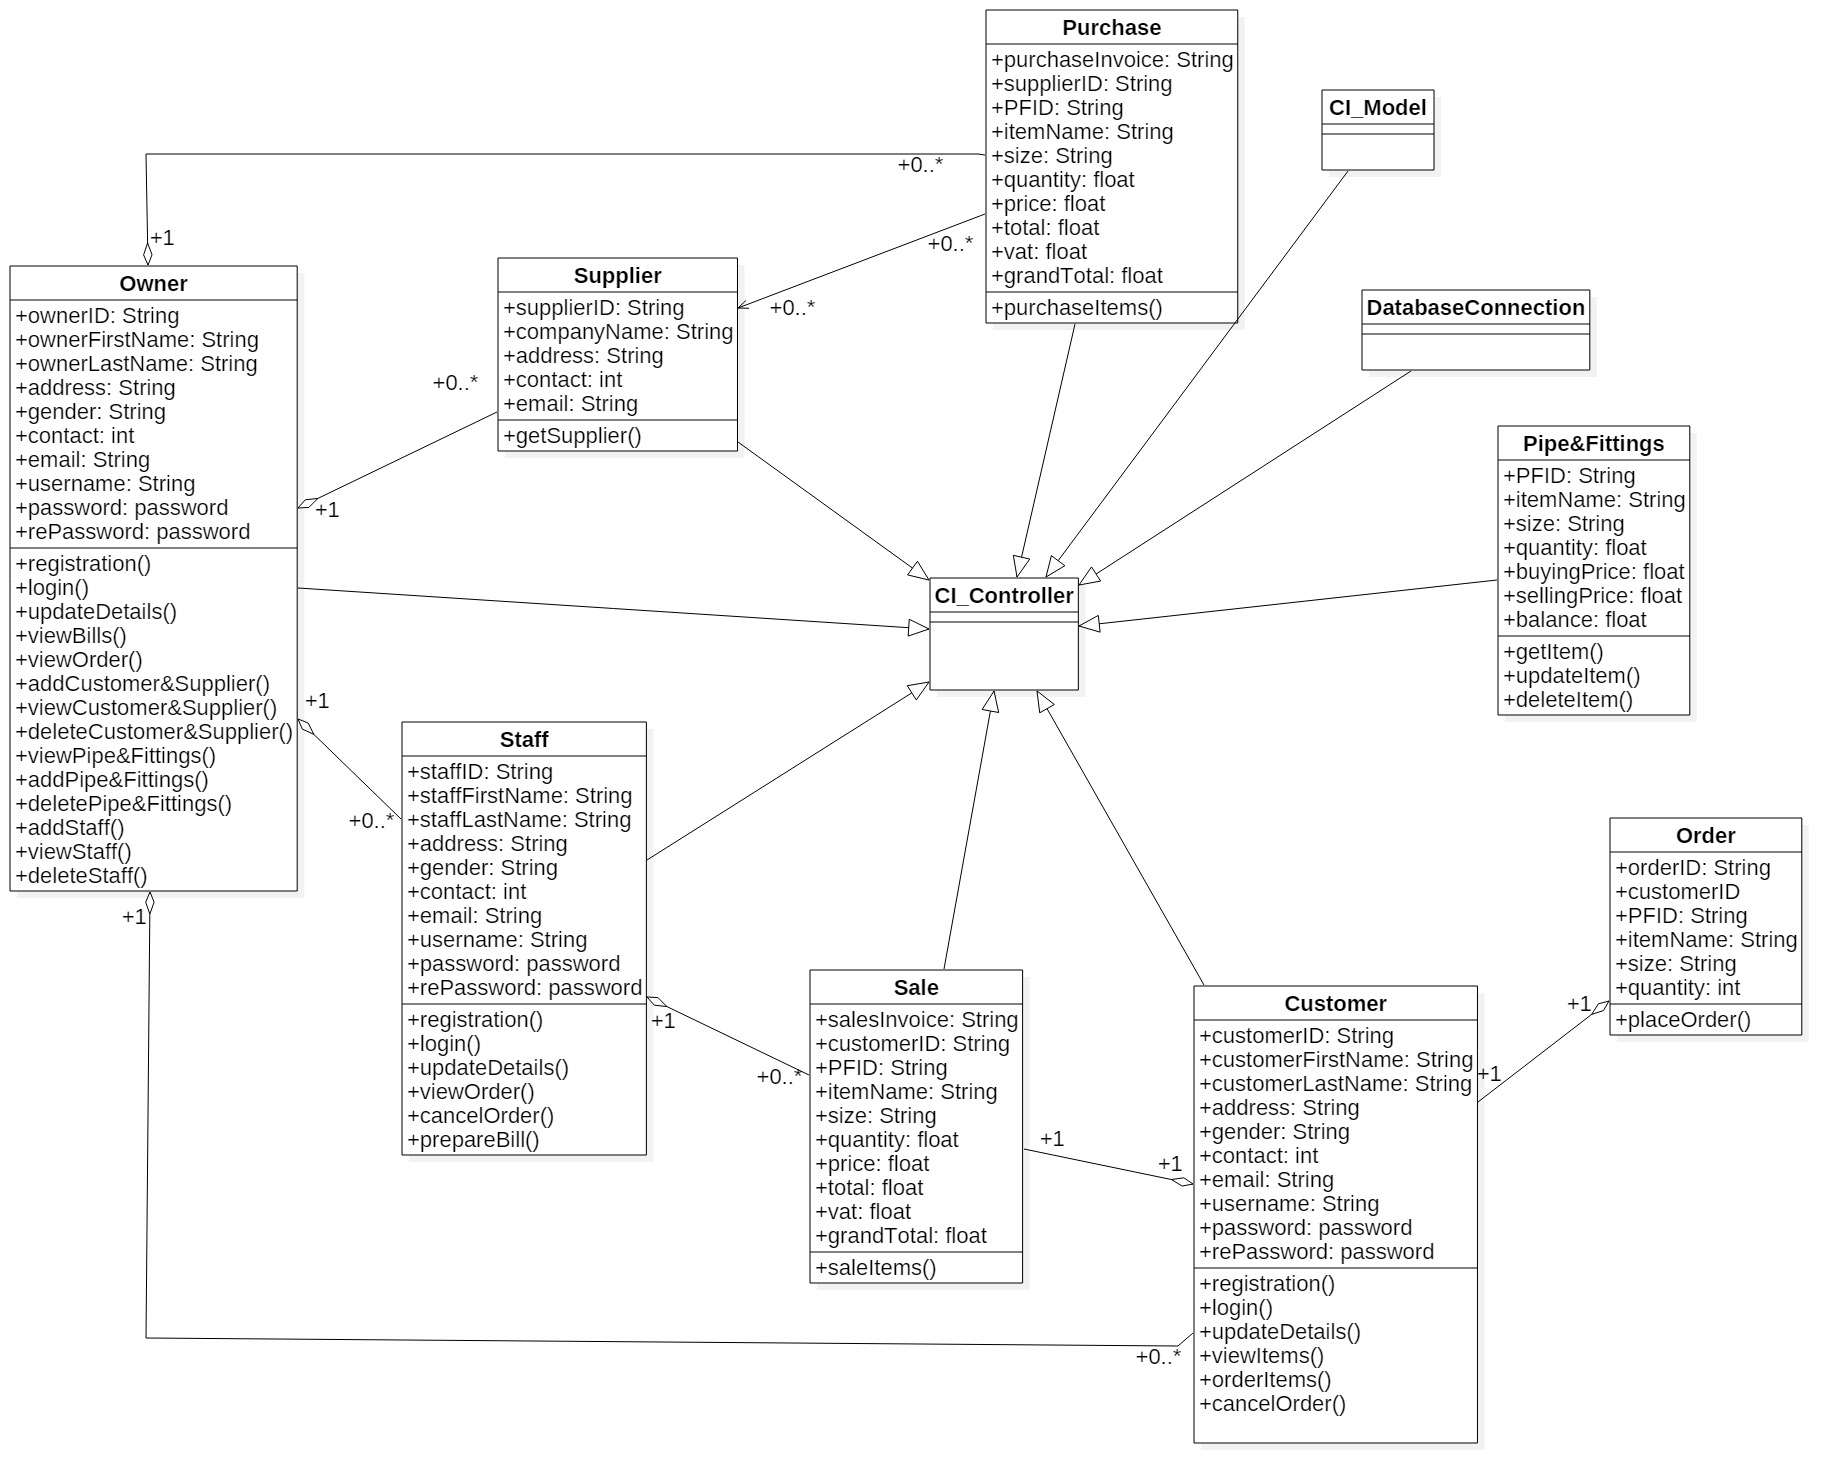 Purchase
+purchaseInvoice: String
+supplierID: String
+PFID: String
+itemName: String
+size: String
+quantity: float
+price: float
+total: float
+vat: float
+grandTotal: float
+purchaseItems()
CI_Model
+0..*
+1
+0..*
+0..*
DatabaseConnection
Owner
+ownerID: String
+ownerFirstName: String
+ownerLastName: String
+address: String
+gender: String
+contact: int
+email: String
+username: String
+password: password
+rePassword: password
+registration()
+login()
+updateDetails()
+viewBills()
+viewOrder()
+addCustomer&Supplier()
+viewCustomer&Supplier()
+deleteCustomer&Supplier()
+viewPipe&Fittings()
+addPipe&Fittings()
+deletePipe&Fittings()
+addStaff()
+viewStaff()
+deleteStaff()
Supplier
+supplierID: String
+companyName: String
+address: String
+contact: int
+email: String
+getSupplier()
+0..*
+1
Pipe&Fittings
+PFID: String
+itemName: String
+size: String
+quantity: float
+buyingPrice: float
+sellingPrice: float
+balance: float
+getItem()
+updateItem()
+deleteItem()
CI_Controller
+1
+0..*
+1
Staff
+staffID: String
+staffFirstName: String
+staffLastName: String
+address: String
+gender: String
+contact: int
+email: String
+username: String
+password: password
+rePassword: password
+registration()
+login()
+updateDetails()
+viewOrder()
+cancelOrder()
+prepareBill()
+1
+0..*
Sale
+salesInvoice: String
+customerID: String
+PFID: String
+itemName: String
+size: String
+quantity: float
+price: float
+total: float
+vat: float
+grandTotal: float
+saleItems()
+1
+1
Customer
+customerID: String
+customerFirstName: String
+customerLastName: String
+address: String
+gender: String
+contact: int
+email: String
+username: String
+password: password
+rePassword: password
+registration()
+login()
+updateDetails()
+viewItems()
+orderItems()
+cancelOrder()
+0..*
Order
+orderID: String
+customerID
+PFID: String
+itemName: String
+size: String
+quantity: int
+placeOrder()
+1
+1